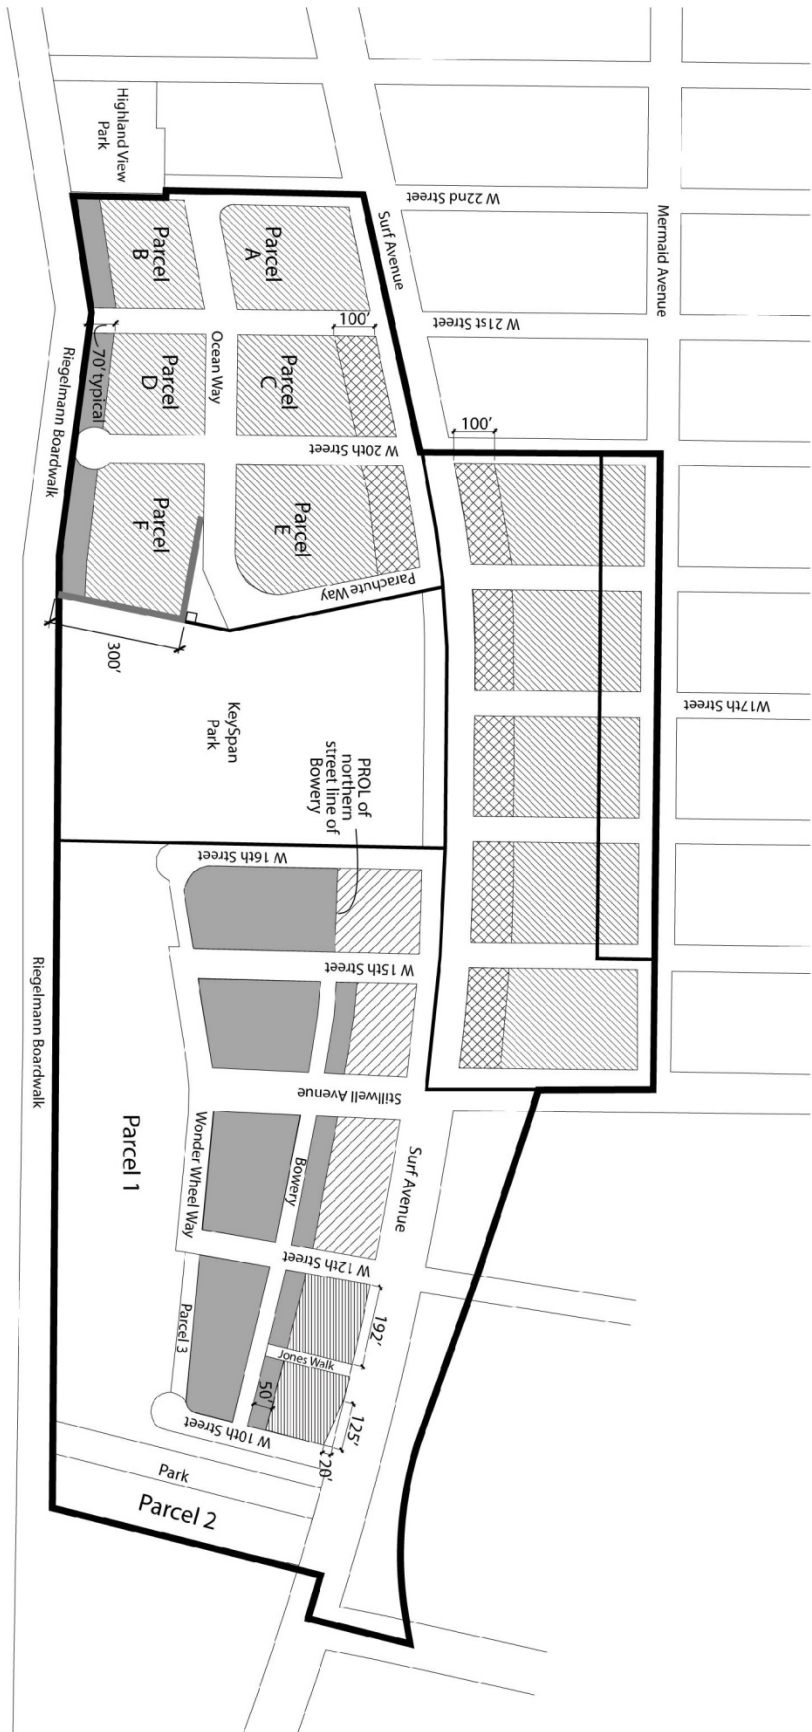 Highland View
Park
W 22nd Street
Mermaid Avenue
Surf Avenue
Parcel
A
Parcel
B
W 21st Street
100'
Ocean Way
Riegelmann Boardwalk
70' typical
Parcel
C
Parcel
D
W 20th Street
100'
Parcel
E
Parcel
F
Parachute Way
300'
KeySpan
Park
W17th Street
PROL of
northern
street line of
Bowery
W 16th Street
W 15th Street
Riegelmann Boardwalk
Stillwell Avenue
Parcel 1
Wonder Wheel Way
Bowery
Surf Avenue
W 12th Street
Parcel 3
192'
Jones Walk
50'
125'
20'
W 10th Street
Park
Parcel 2